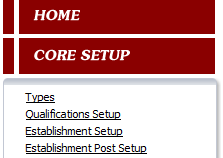 HOME
CORE SETUP
Types
Qualifications Setup
Establishment Setup
Establishment Post Setup